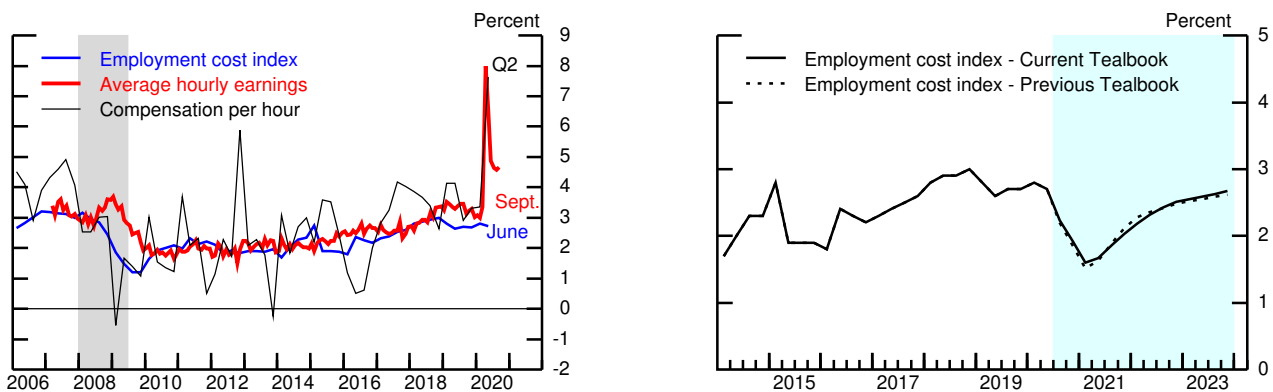 Percent
Employment cost index
Average hourly earnings
Compensation per hour
Q2
Sept.
June
9
8
7
6
5
4
3
2
1
0
-1
-2
2006 2008 2010 2012 2014 2016 2018 2020
Percent
Employment cost index - Current Tealbook
Employment cost index - Previous Tealbook
5
4
3
2
1
0
2015 2017 2019 2021 2023